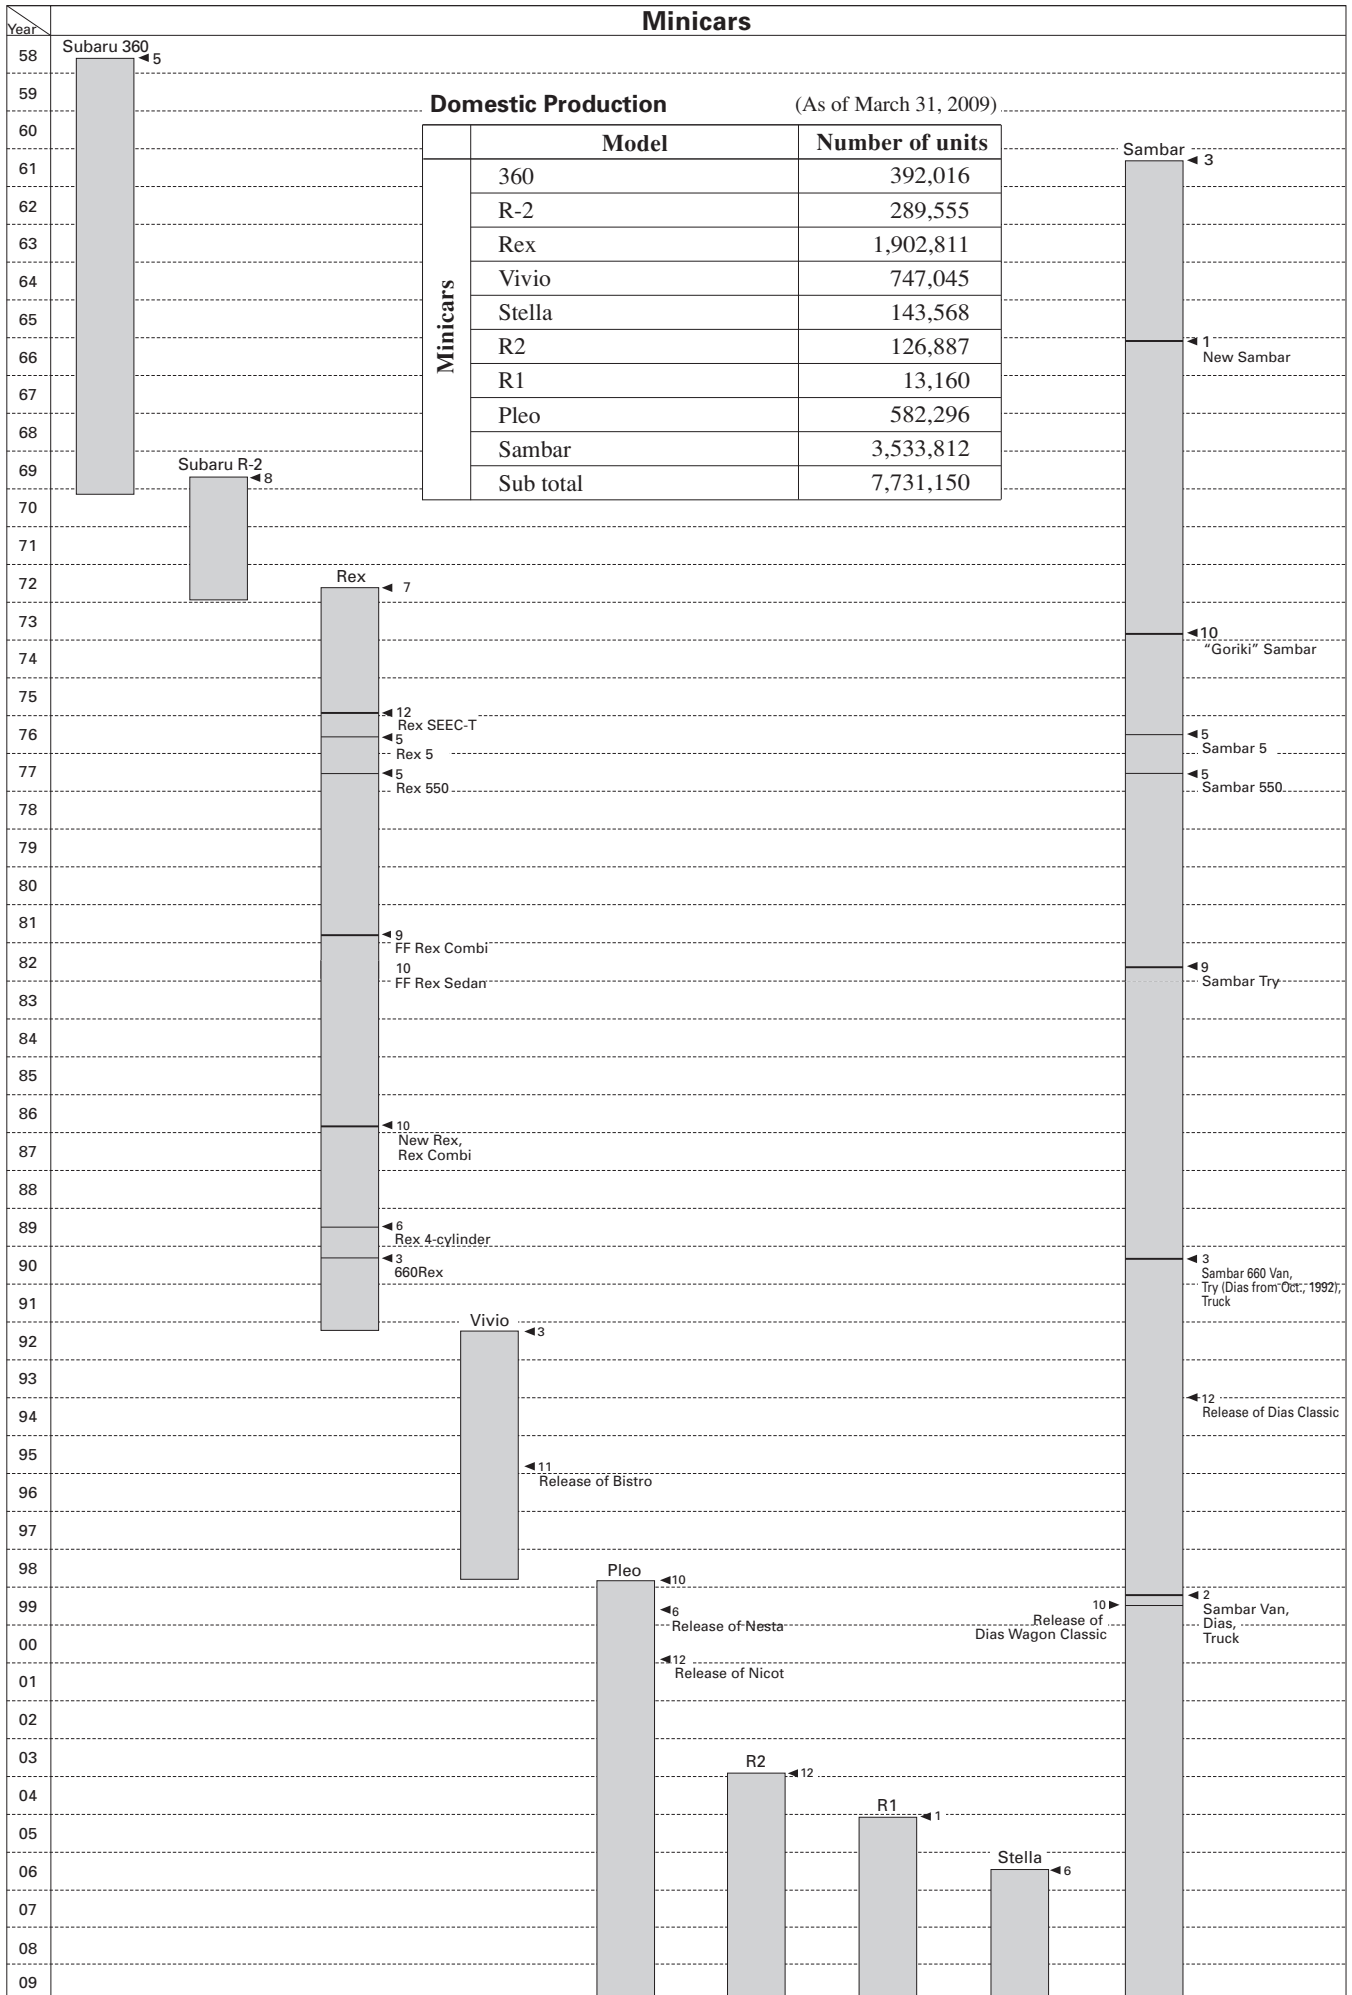 Minicars
Year
58
59
60
61
62
63
64
65
66
67
68
69
70
71
72
73
74
75
76
77
78
79
80
81
82
83
84
85
86
87
88
89
90
91
92
93
94
95
96
97
98
99
00
01
02
03
04
05
06
07
08
09
Subaru 360
5
Domestic Production (As of March 31, 2009)
Model Number of units
Minicars
360 392,016
R-2 289,555
Rex 1,902,811
Vivio 747,045
Stella 143,568
R2 126,887
R1 13,160
Pleo 582,296
Sambar 3,533,812
Sub total 7,731,150
Subaru R-2
8
Rex
7
12
Rex SEEC-T
5
Rex 5
5
Rex 550
9
FF Rex Combi
10
FF Rex Sedan
10
New Rex,
Rex Combi
6
Rex 4-cylinder
3
660Rex
Vivio
3
11
Release of Bistro
Pleo
10
6
Release of Nesta
12
Release of Nicot
R2
12
R1
1
Stella
6
Sambar
3
1
New Sambar
10
“Goriki” Sambar
5
Sambar 5
5
Sambar 550
9
Sambar Try
3
Sambar 660 Van,
Try (Dias from Oct., 1992),
Truck
12
Release of Dias Classic
2
Sambar Van,
Dias,
Truck
10
Release of
Dias Wagon Classic